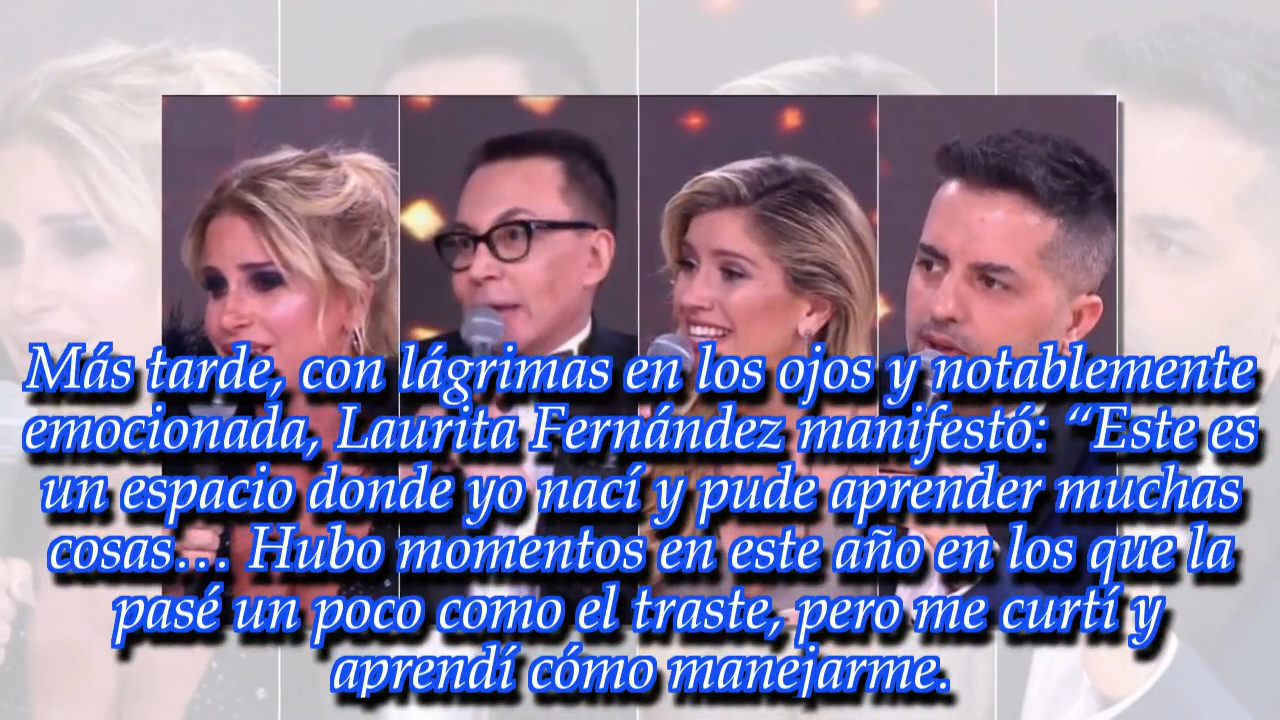 Más tarde, con lágrimas en los ojos y notablemente
emocionada, Laurita Fernández manifestó: “Este es
un espacio donde yo nací y pude aprender muchas
cosas… Hubo momentos en este año en los que la
pasé un poco como el traste, pero me curtí y
aprendí cómo manejarme.